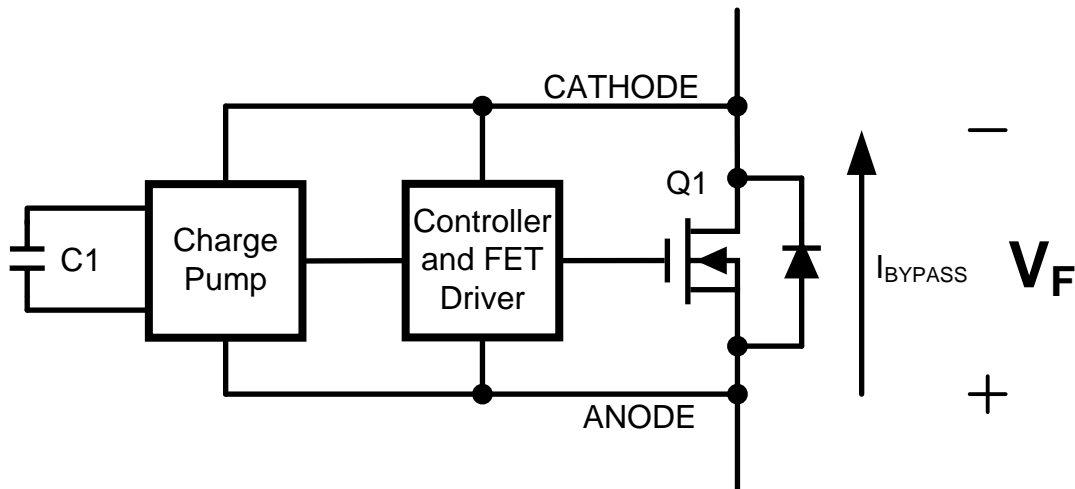 CATHODE
Q1
C1
Charge
Pump
Controller
and FET
Driver
IBYPASS
VF
ANODE